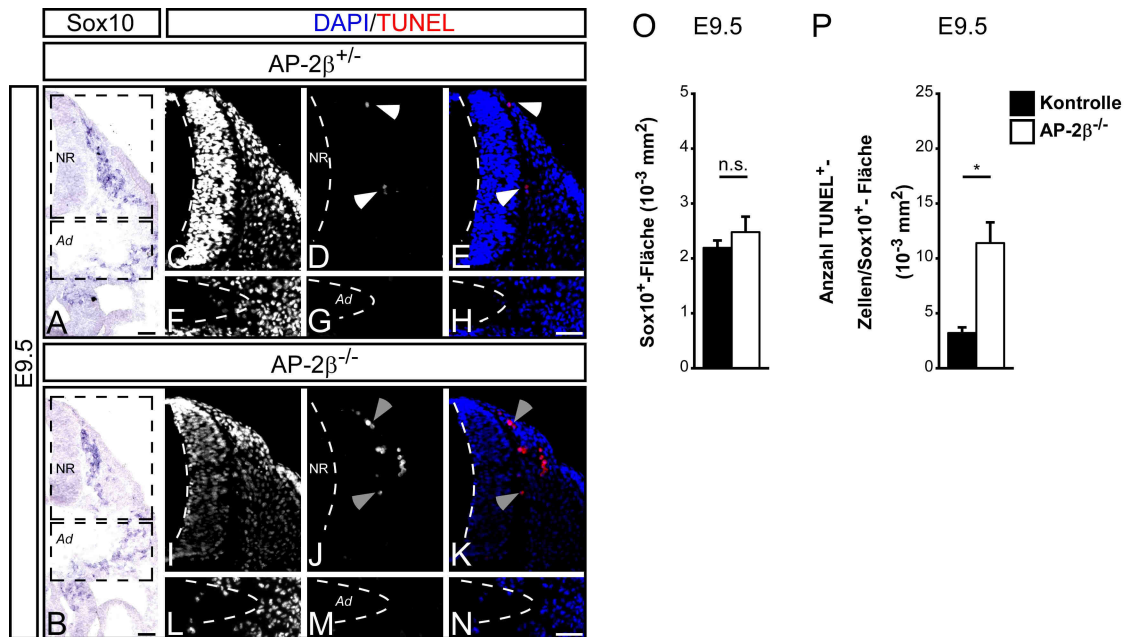 Sox10
DAPI/TUNEL
AP-2β+/-
E9.5
NR
Ad
A
C
NR
D
E
F
Ad
G
H
AP-2β-/-
NR
Ad
B
I
NR
J
K
L
Ad
M
N
O E9.5
Sox10+-Fläche (10-3 mm2)
5
4
3
2
1
0
n.s.
P E9.5
Anzahl TUNEL+-
Zellen/Sox10+- Fläche
(10-3 mm2)
25
20
15
10
5
0
*
Kontrolle
AP-2β-/-